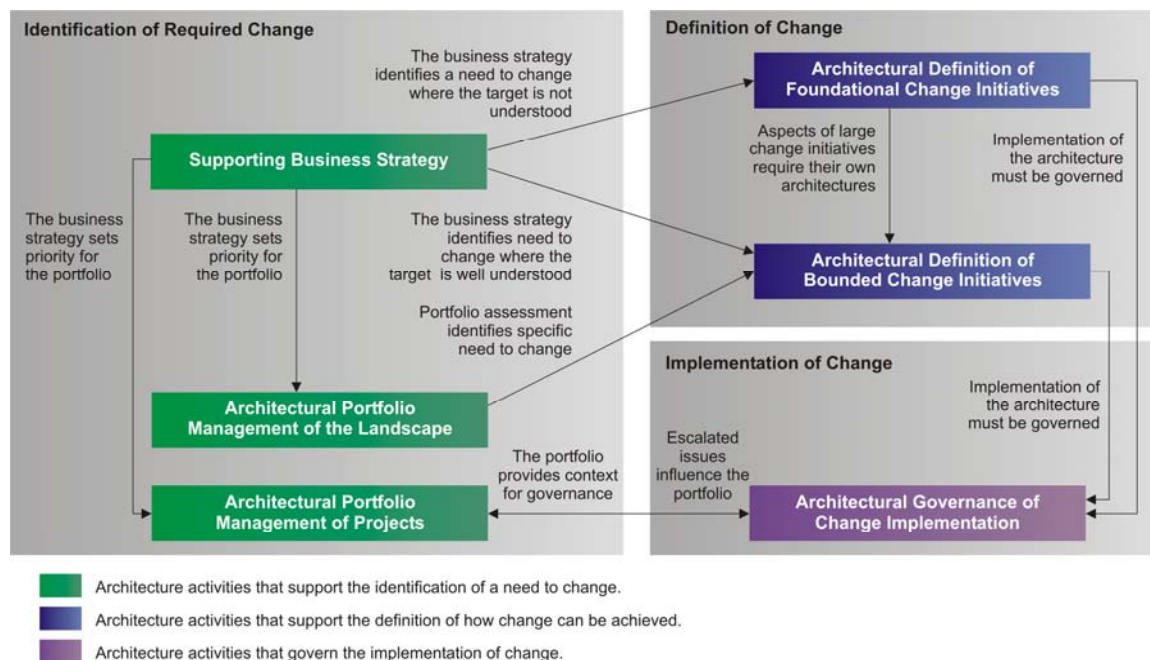 Identification of Required Change
The business strategy
identifies a need to change
where the target is not
understood
Supporting Business Strategy
The business
strategy sets
priority for
the portfolio
The business
strategy sets
priority for
the portfolio
The business strategy
identifies need to
change where the
target is well understood
Portfolio assessment
identifies specific
need to change
Architectural Portfolio
Management of the Landscape
The portfolio
provides context
for governance
Architectural Portfolio
Management of Projects
Definition of Change
Architectural Definition of
Foundational Change Initiatives
Aspects of large
change initiatives
require their own
architectures
Implementation of
the architecture
must be governed
Architectural Definition of
Bounded Change Initiatives
Implementation of Change
Implementation of
the architecture
must be governed
Escalated
issues
influence the
portfolio
Architectural Governance of
Change Implementation
Architecture activities that support the identification of a need to change.
Architecture activities that support the definition of how change can be achieved.
Architecture activities that govern the implementation of change.